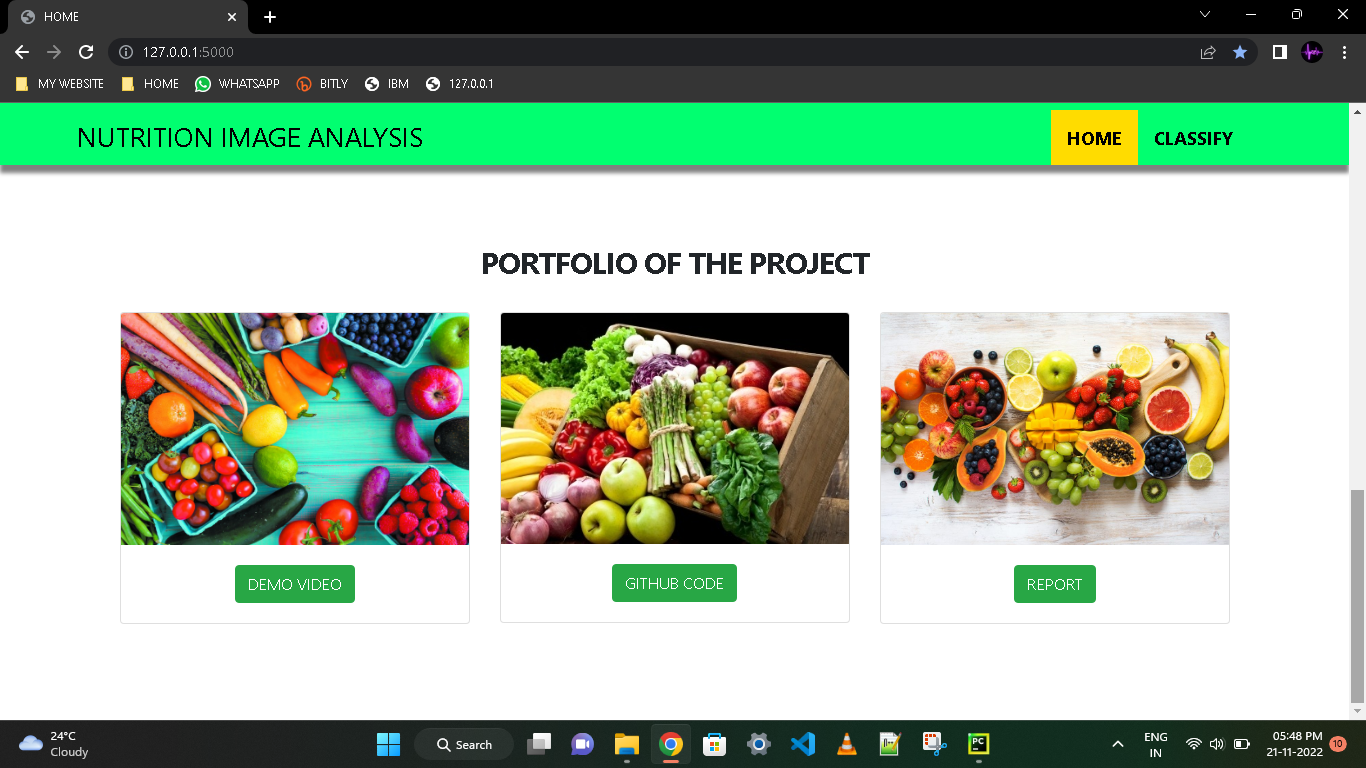 HOME
127.0.0.1:5000
MY WEBSITE HOME WHATSAPP BITLY IBM 127.0.0.1
NUTRITION IMAGE ANALYSIS HOME CLASSIFY
PORTFOLIO OF THE PROJECT
DEMO VIDEO GITHUB CODE REPORT
24°C
Cloudy
Search
PC
ENG
IN
05:48 PM
21-11-2022
10